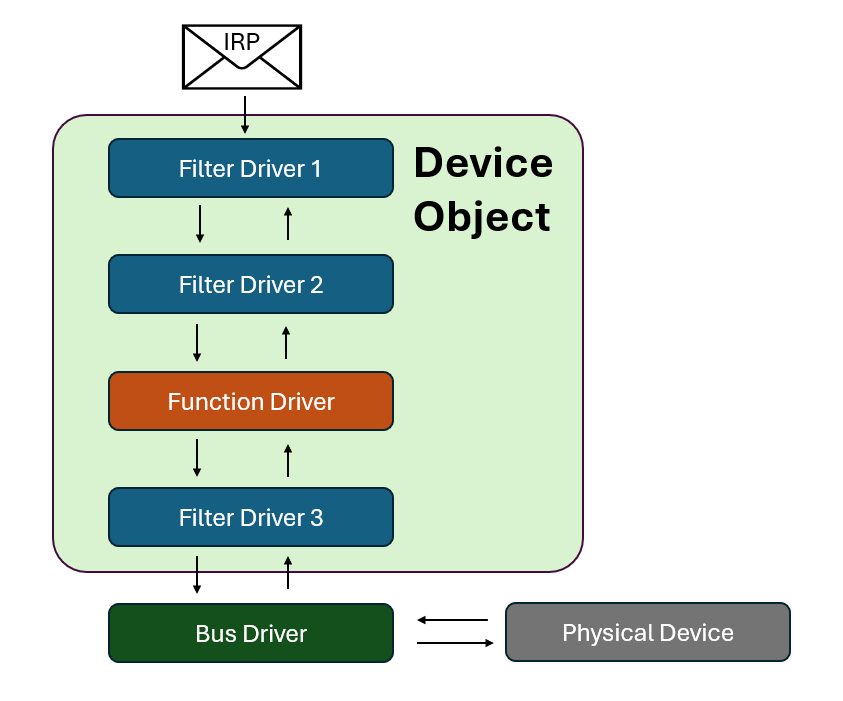 IRP
Filter Driver 1
Device
Object
Filter Driver 2
Function Driver
Filter Driver 3
Bus Driver
Physical Device